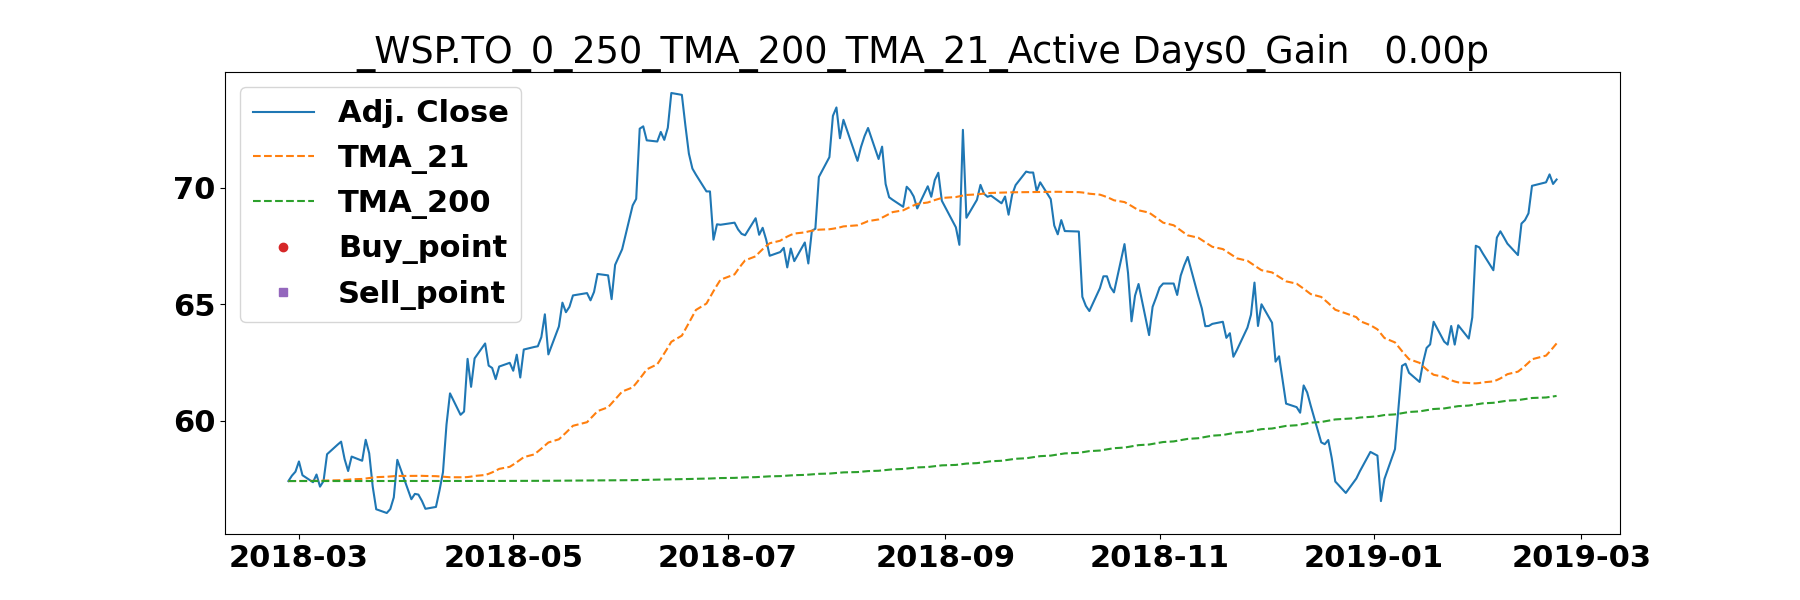 _WSP.TO_0_250_TMA_200_TMA_21_Active Days0_Gain   0.00p
Adj. Close
TMA_21
TMA_200
Buy_point
Sell_point
70
65
60
2018-03 2018-05 2018-07 2018-09 2018-11 2019-01 2019-03